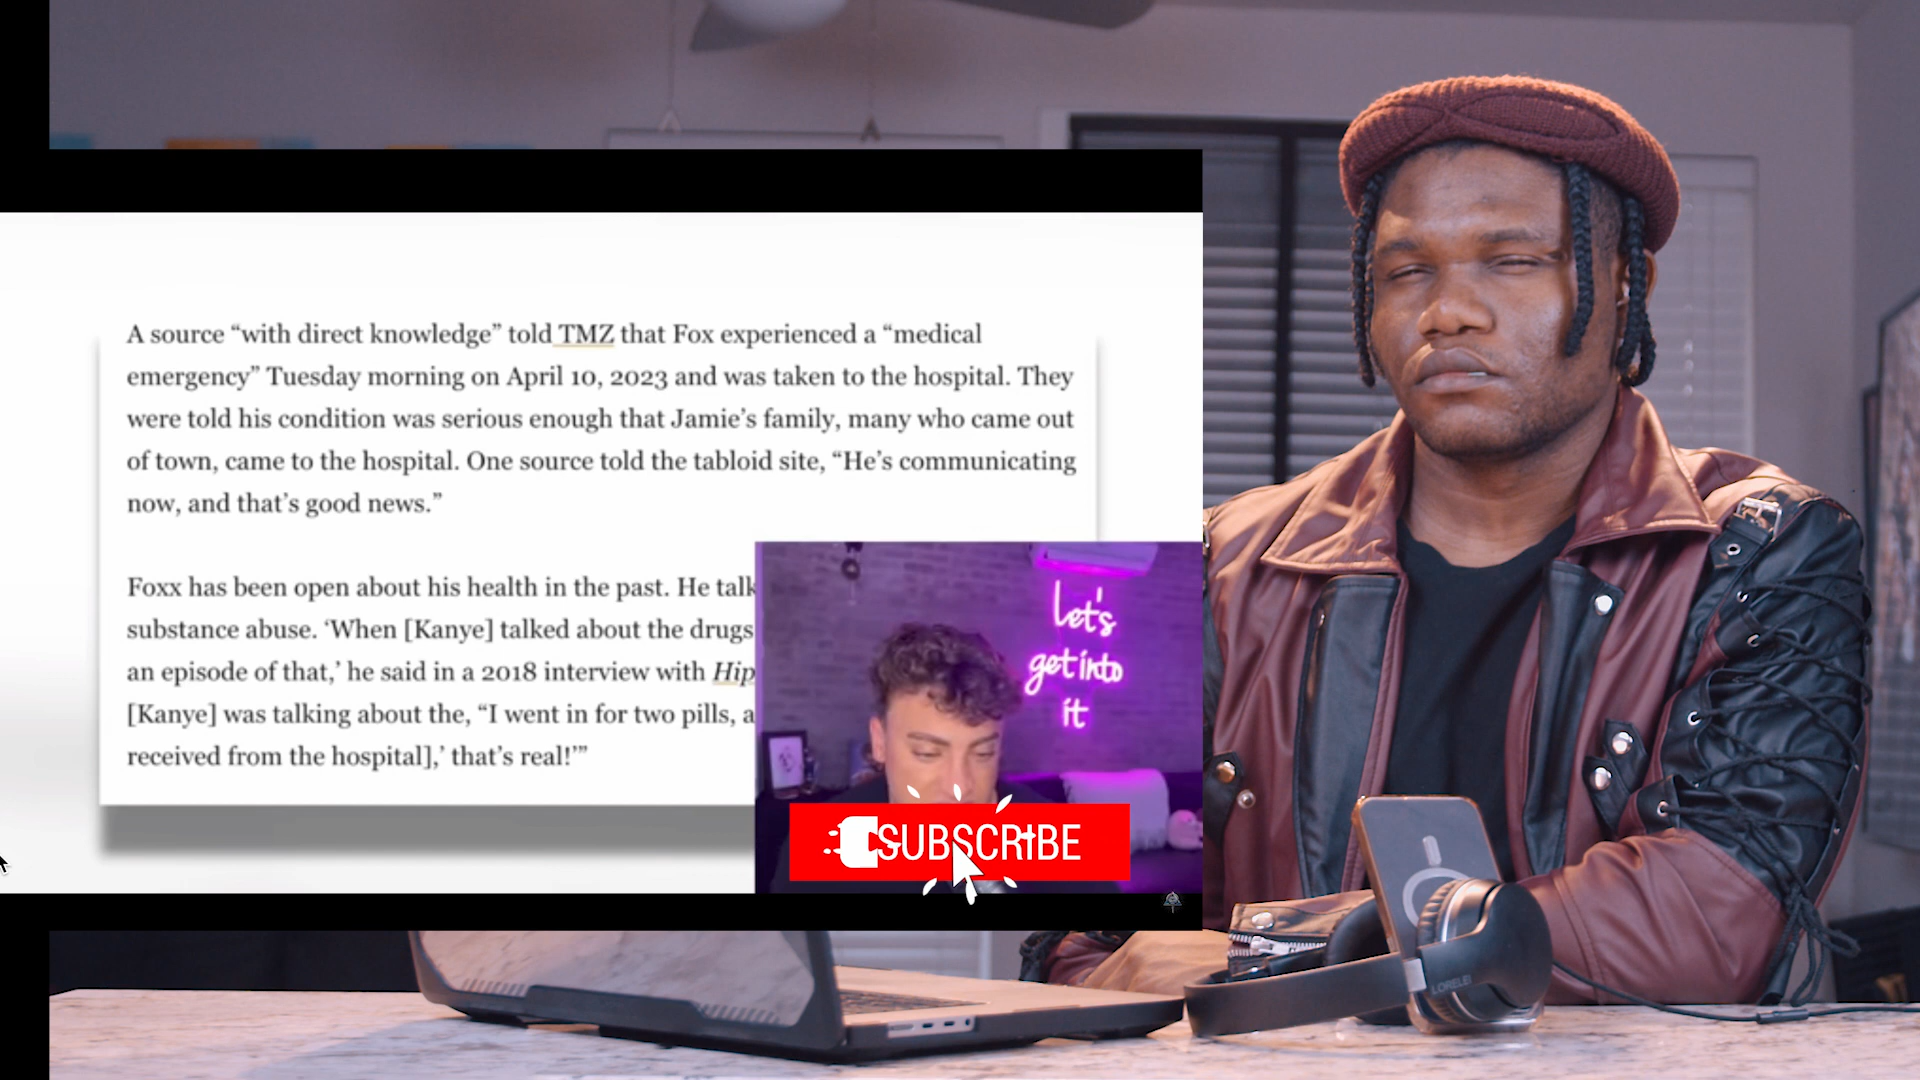 A source “with direct knowledge” told TMZ that Fox experienced a “medical
emergency” Tuesday morning on April 10, 2023 and was taken to the hospital. They
were told his condition was serious enough that Jamie’s family, many who came out
of town, came to the hospital. One source told the tabloid site, “He’s communicating
now, and that’s good news.”
Foxx has been open about his health in the past. He talk
substance abuse. ‘When [Kanye] talked about the drugs
an episode of that,’ he said in a 2018 interview with Hip
[Kanye] was talking about the, “I went in for two pills, a
received from the hospital],’ that’s real!’”
let's
get into
it
SUBSCRIBE
LORELEI